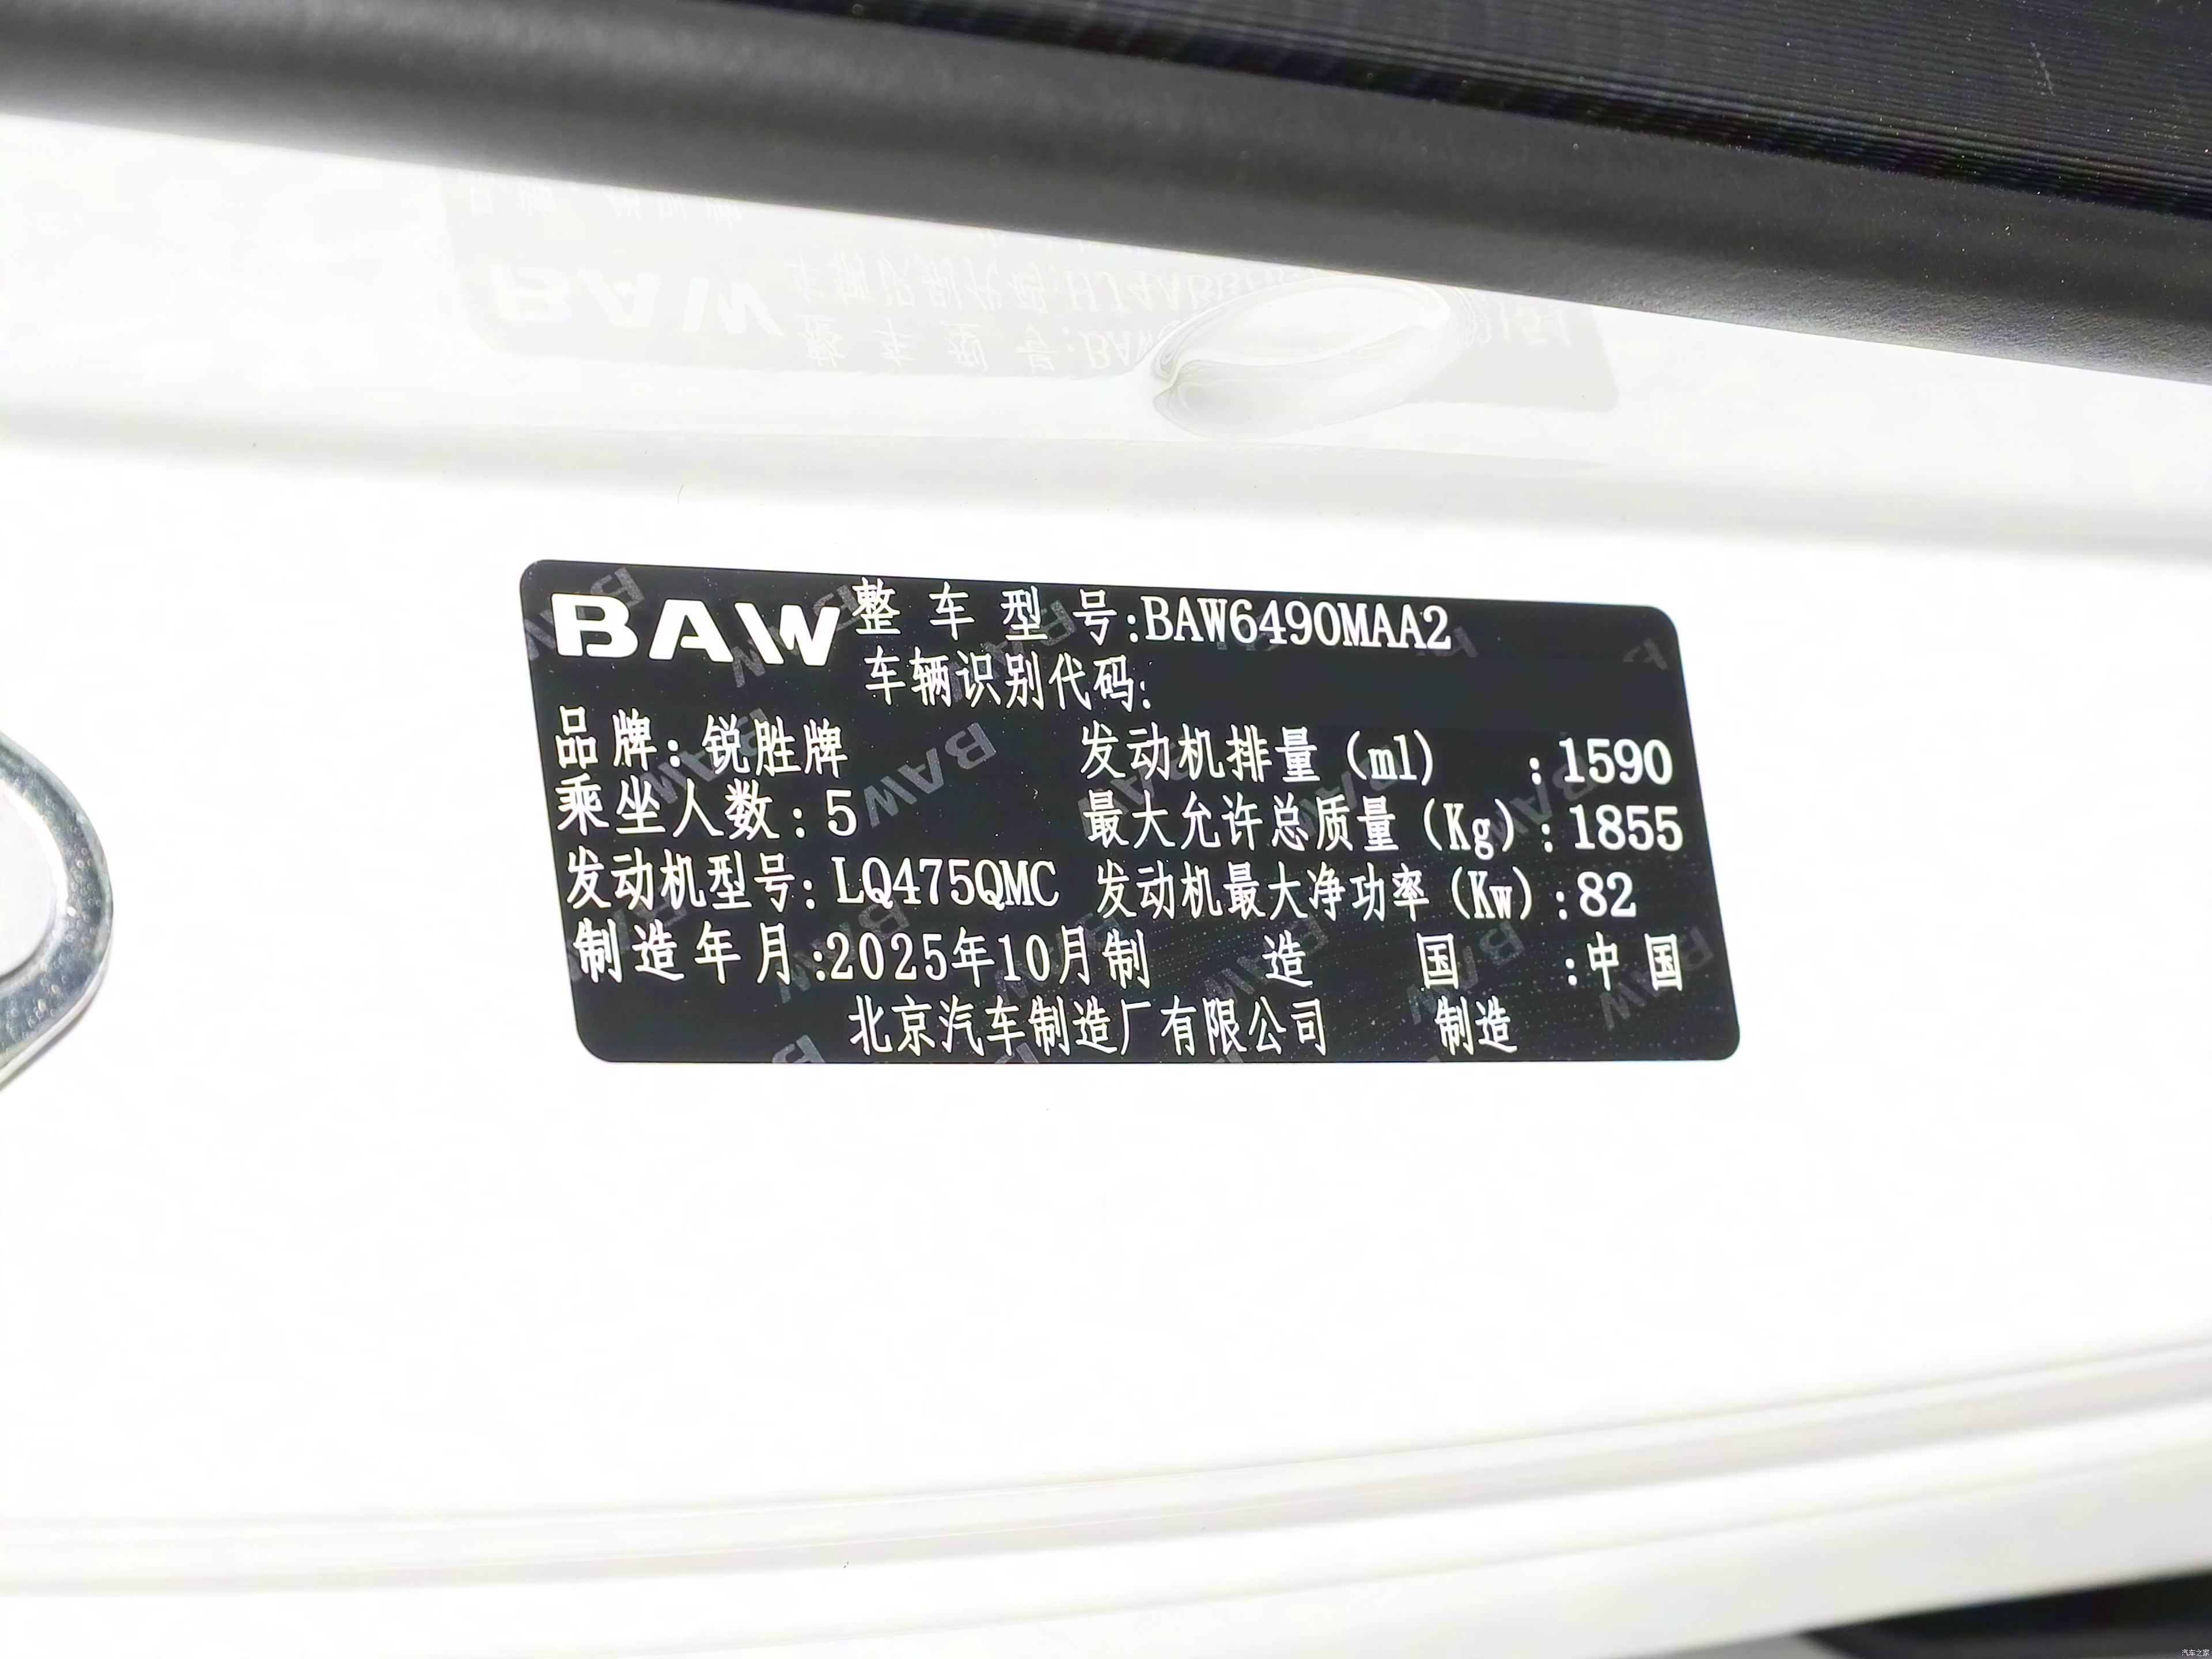 BAW 整车型号:BAW6490MAA2
车辆识别代码:
品牌:锐胜牌 发动机排量(ml) :1590
乘坐人数:5 最大允许总质量(Kg):1855
发动机型号:LQ475QMC 发动机最大净功率(Kw):82
制造年月:2025年10月 制造国:中国
北京汽车制造厂有限公司 制造
汽车之家